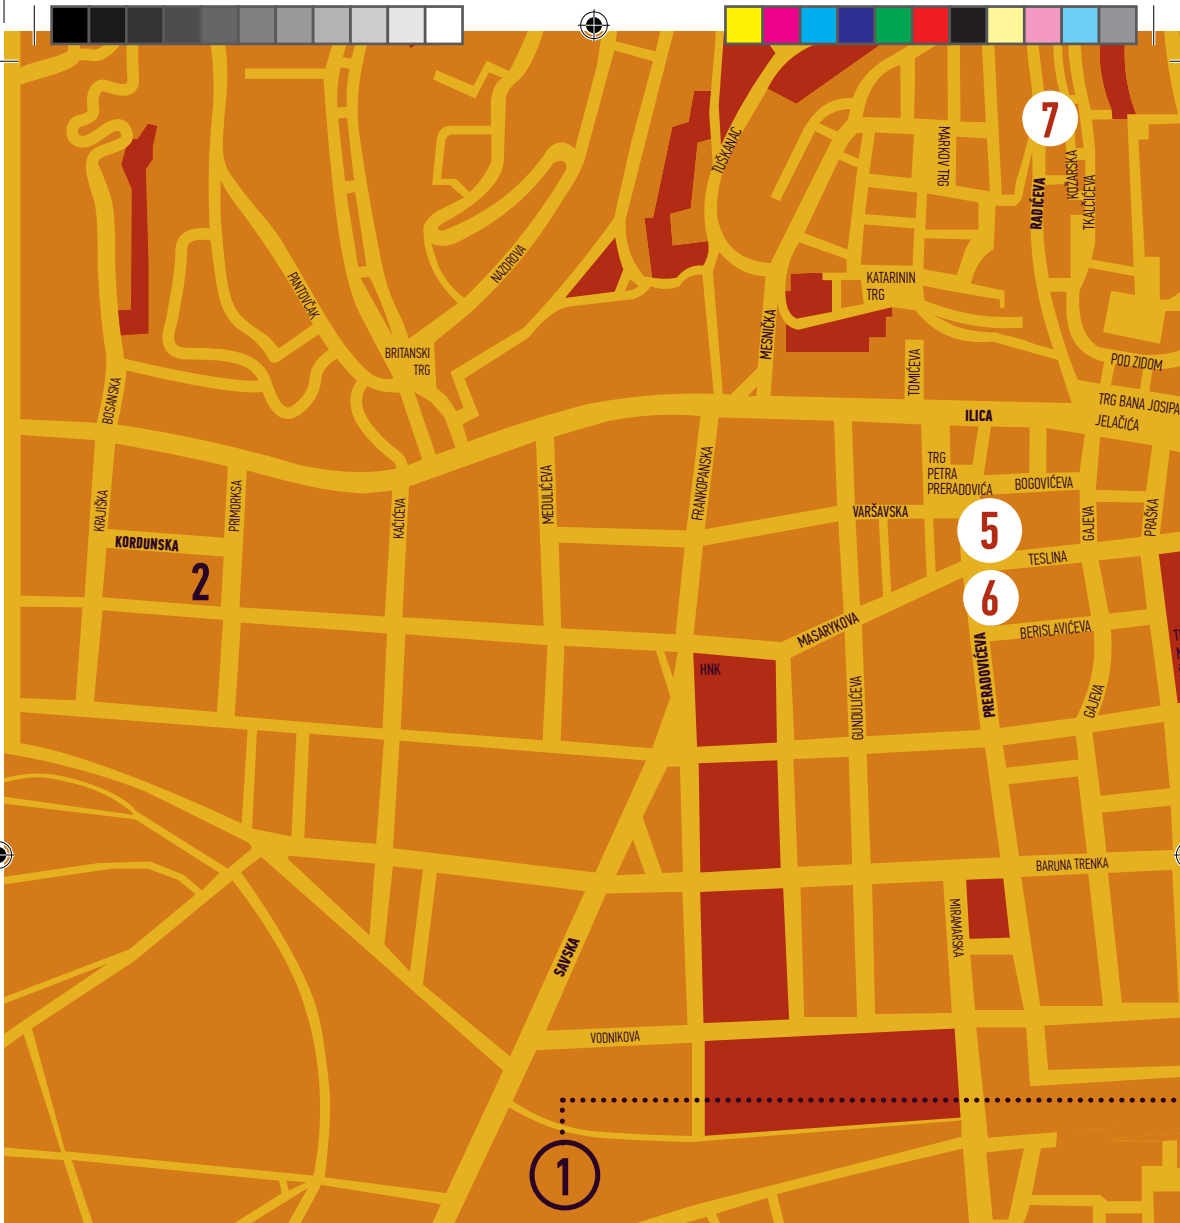 7
TUŠKANAC
MARKOV TRG
KOŽARSKA
RADIĆEVA
TKALČIĆEVA
NAZOROVA
PANTOVČAK
KATARININ
TRG
MESNIČKA
BRITANSKI
TRG
TOMIĆEVA
POD ZIDOM
BOSANSKA
TRG BANA JOSIPA
JELAČIĆA
ILICA
FRANKOPANSKA
TRG
PETRA
PRERADOVIĆA
BOGOVIĆEVA
MEDULIĆEVA
KRAJIŠKA
PRIMORKSA
KAČIĆEVA
VARŠAVSKA
GAJEVA
PRAŠKA
5
KORDUNSKA
TESLINA
2
6
MASARYKOVA
BERISLAVIĆEVA
PRERADOVIĆEVA
HNK
GUNDULIĆEVA
GAJEVA
BARUNA TRENKA
MIRAMARSKA
SAVSKA
VODNIKOVA
1